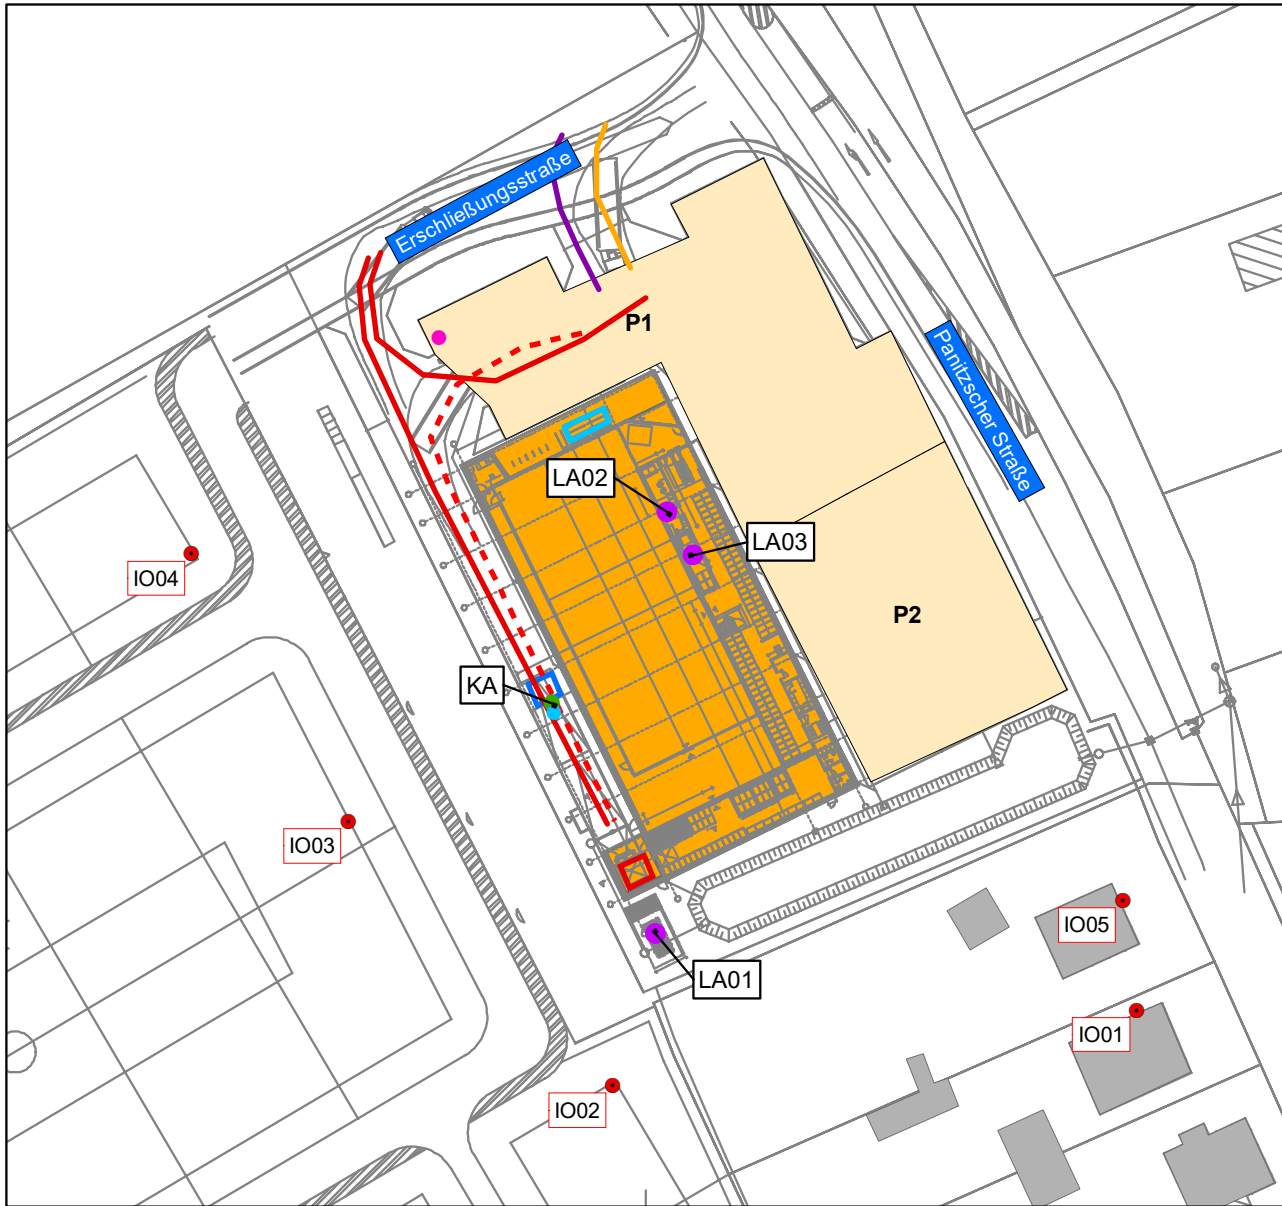 Erschließungsstraße
P1
Panitzscher Straße
LA02
LA03
IO04
P2
KA
IO03
IO05
LA01
IO01
IO02